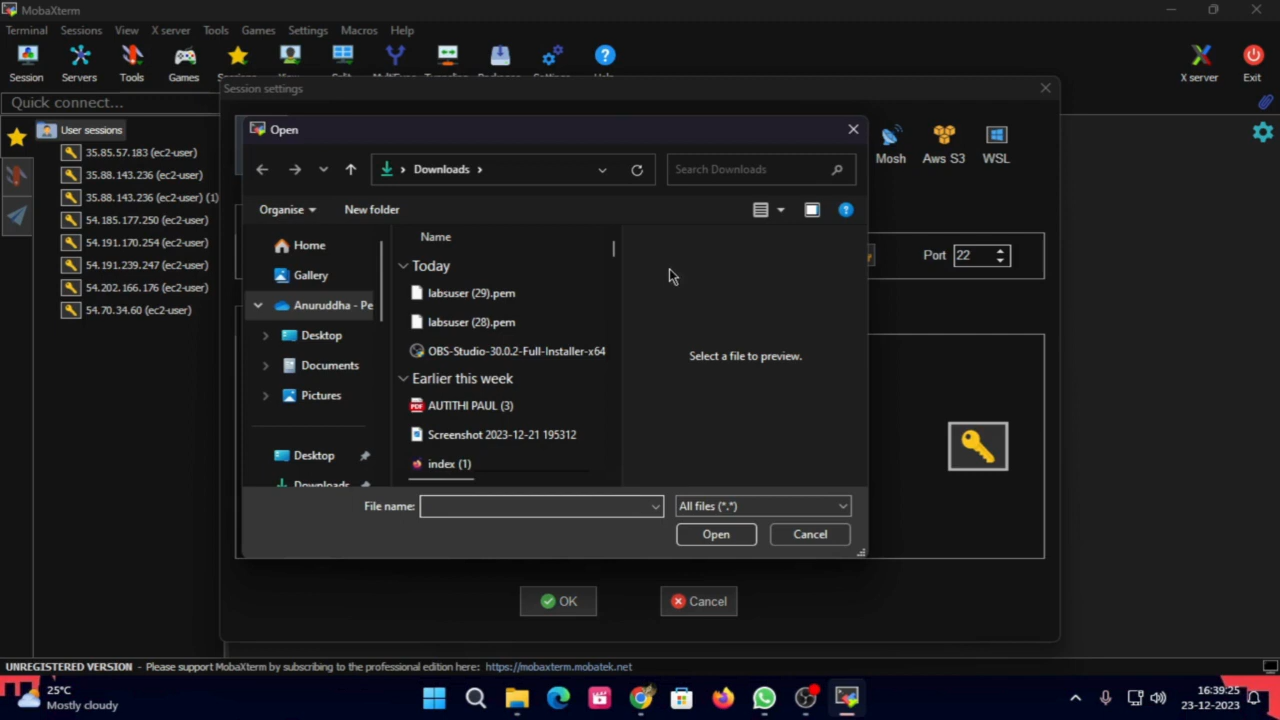 MobaXterm
Terminal Sessions View X server Tools Games Settings Macros Help
Session Servers Tools Games
X server Exit
Quick connect...
User sessions
35.85.57.183 (ec2-user)
35.88.143.236 (ec2-user)
35.88.143.236 (ec2-user) (1)
54.185.177.250 (ec2-user)
54.191.170.254 (ec2-user)
54.191.239.247 (ec2-user)
54.202.166.176 (ec2-user)
54.70.34.60 (ec2-user)
Session settings
Mosh Aws S3 WSL
Port 22
Open
Downloads
Search Downloads
Organise New folder
Home
Gallery
Anuruddha - Pe
Desktop
Documents
Pictures
Desktop
Downloads
Name
Today
labsuser (29).pem
labsuser (28).pem
OBS-Studio-30.0.2-Full-Installer-x64
Earlier this week
PDF AUTITHI PAUL (3)
Screenshot 2023-12-21 195312
index (1)
Select a file to preview.
File name: All files (*.*)
Open Cancel
OK Cancel
UNREGISTERED VERSION - Please support MobaXterm by subscribing to the professional edition here: https://mobaxterm.mobatek.net
25°C
Mostly cloudy
16:39:25
23-12-2023